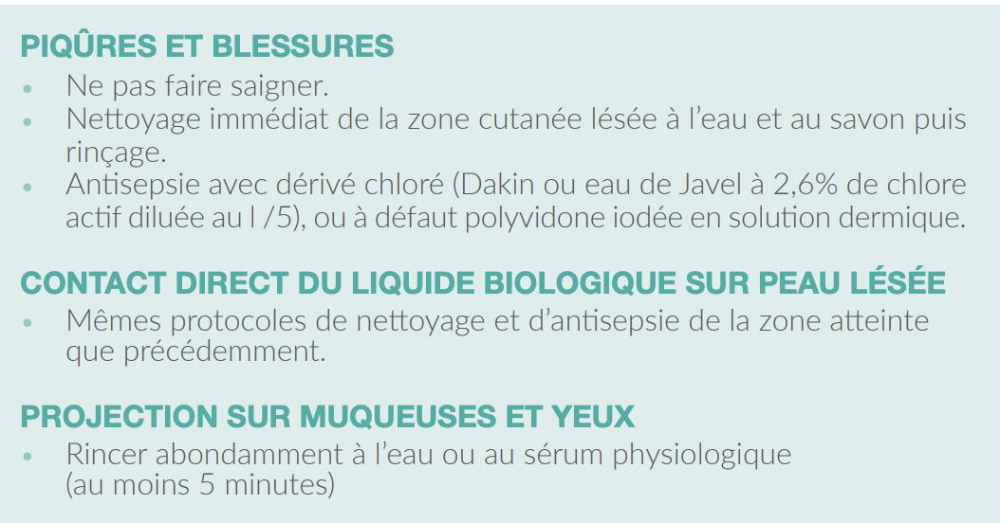 PIQÛRES ET BLESSURES
• Ne pas faire saigner.
• Nettoyage immédiat de la zone cutanée lésée à l’eau et au savon puis
rinçage.
• Antisepsie avec dérivé chloré (Dakin ou eau de Javel à 2,6% de chlore
actif diluée au l /5), ou à défaut polyvidone iodée en solution dermique.
CONTACT DIRECT DU LIQUIDE BIOLOGIQUE SUR PEAU LÉSÉE
• Mêmes protocoles de nettoyage et d’antisepsie de la zone atteinte
que précédemment.
PROJECTION SUR MUQUEUSES ET YEUX
• Rincer abondamment à l’eau ou au sérum physiologique
(au moins 5 minutes)